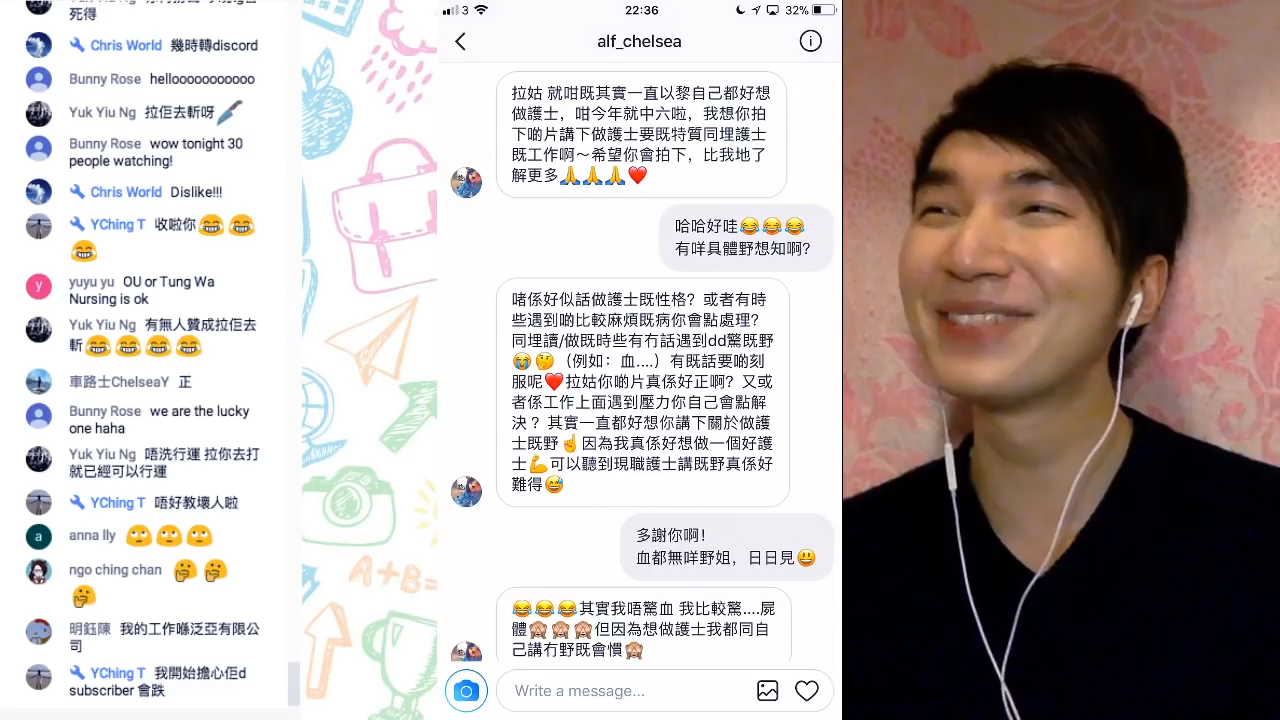 死得
Chris World 幾時轉discord
Bunny Rose hellooooooooooo
Yuk Yiu Ng 拉佢去斬呀
Bunny Rose wow tonight 30
people watching!
Chris World Dislike!!!
YChing T 收啦你😂😂
😂
y
yuyu yu OU or Tung Wa
Nursing is ok
Yuk Yiu Ng 有無人贊成拉佢去
斬😂😂😂😂
車路士ChelseaY 正
Bunny Rose we are the lucky
one haha
Yuk Yiu Ng 唔洗行運 拉你去打
就已經可以行運
YChing T 唔好教壞人啦
a
anna lly 🙄🙄🙄
ngo ching chan 🤔🤔
🤔
明鈺陳 我的工作喺泛亞有限公
司
YChing T 我開始擔心佢d
subscriber 會跌
A+B=
3
22:36
32%
alf_chelsea
拉姑 就咁既其實一直以黎自己都好想
做護士，咁今年就中六啦，我想你拍
下啲片講下做護士要既特質同埋護士
既工作啊～希望你會拍下，比我地了
解更多🙏🙏🙏❤️
哈哈好哇😂😂😂
有咩具體野想知啊?
啫係好似話做護士既性格？或者有時
些遇到啲比較麻煩既病你會點處理？
同埋讀/做既時些有冇話遇到dd驚既野
😭🤔（例如：血....）有既話要啲刻
服呢❤️拉姑你啲片真係好正啊？又或
者係工作上面遇到壓力你自己會點解
決 ？其實一直都好想你講下關於做護
士既野☝️因為我真係好想做一個好護
士💪可以聽到現職護士講既野真係好
難得😅
多謝你啊!
血都無咩野姐，日日見😃
😂😂😂其實我唔驚血 我比較驚....屍
體🙈🙈🙈但因為想做護士我都同自
己講冇野既會慣🙈
Write a message...